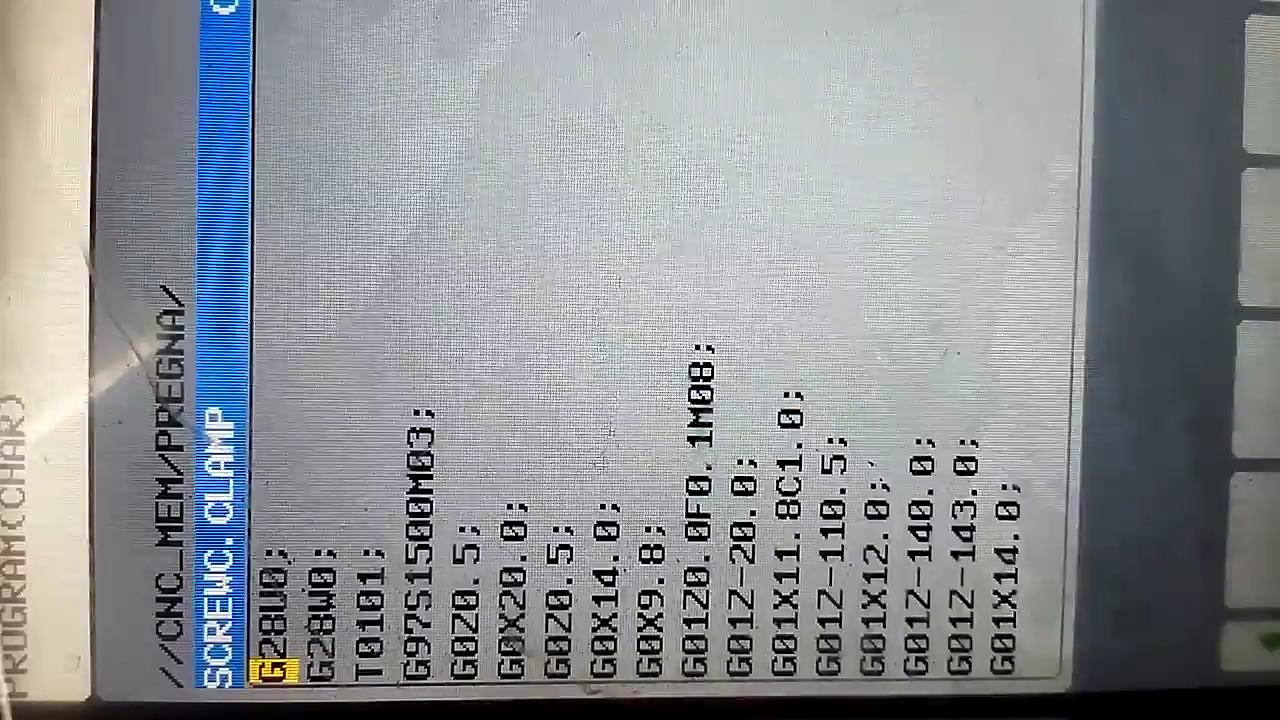 PROGRAM(CHAR)
//CNC_MEM/PREGNA/
SCREWC.CLAMP
G28U0;
G28W0;
T0101;
G97S1500M03;
G0Z0.5;
G0X20.0;
G0Z0.5;
G0X14.0;
G0X9.8;
G01Z0.0F0.1M08;
G01Z-20.0;
G01X11.8C1.0;
G01Z-110.5;
G01X12.0;
G01Z-140.0;
G01Z-143.0;
G01X14.0;